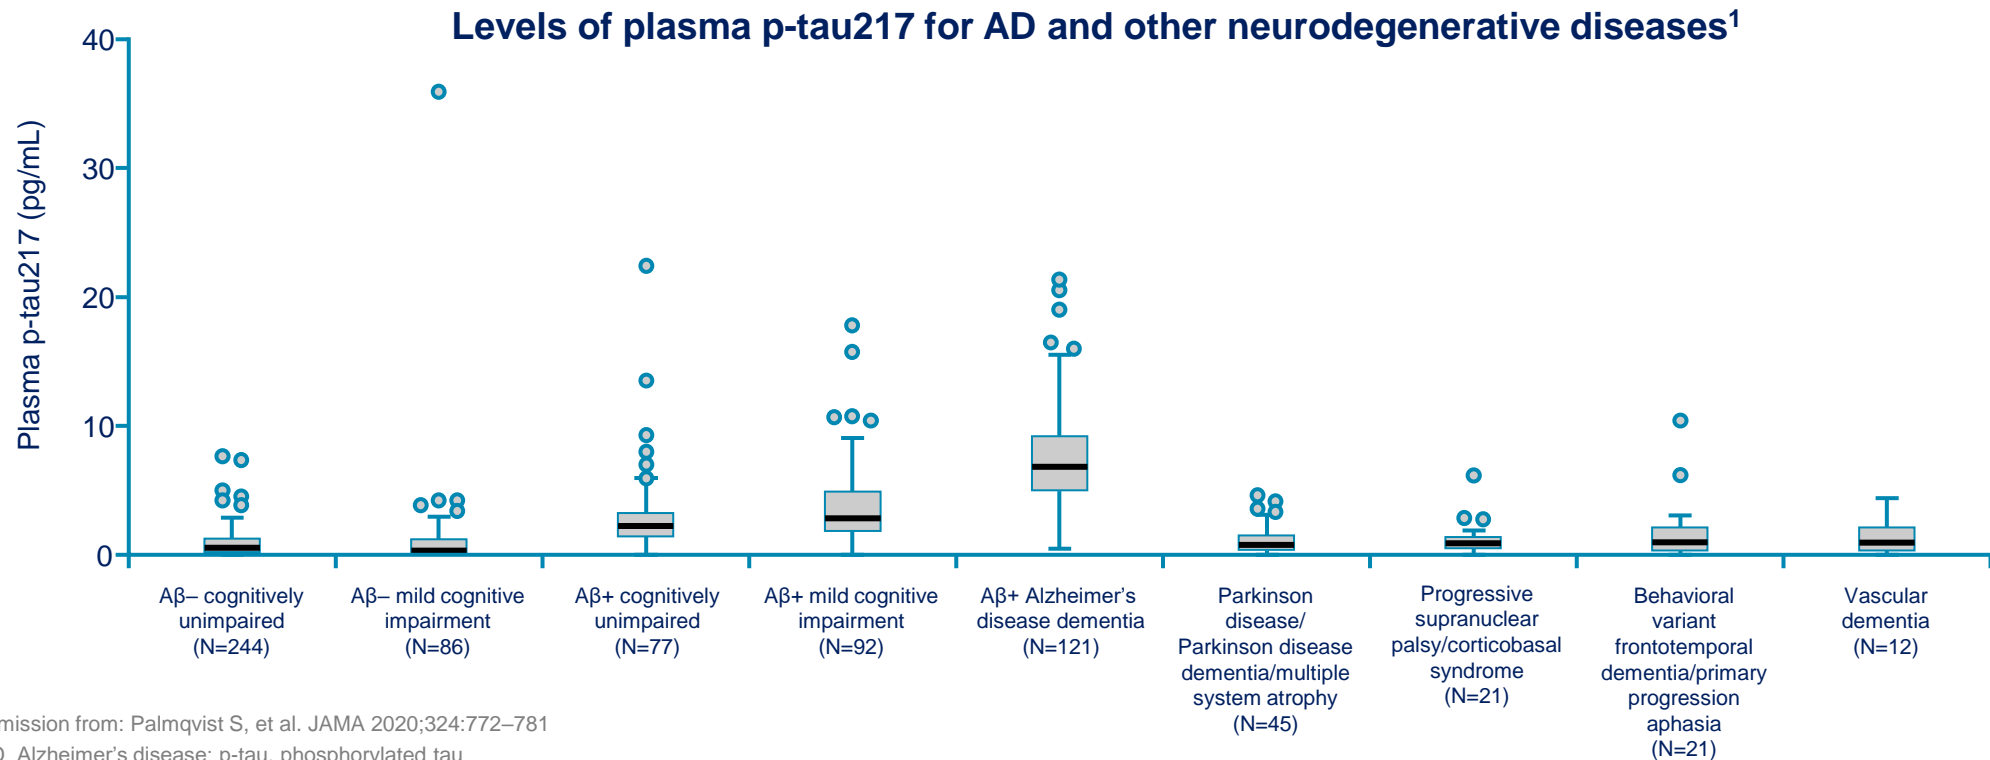 Levels of plasma p-tau217 for AD and other neurodegenerative diseases¹
Plasma p-tau217 (pg/mL)
40
30
20
10
0
Aβ– cognitively
unimpaired
(N=244)
Aβ– mild cognitive
impairment
(N=86)
Aβ+ cognitively
unimpaired
(N=77)
Aβ+ mild cognitive
impairment
(N=92)
Aβ+ Alzheimer’s
disease dementia
(N=121)
Parkinson
disease/
Parkinson disease
dementia/multiple
system atrophy
(N=45)
Progressive
supranuclear
palsy/corticobasal
syndrome
(N=21)
Behavioral
variant
frontotemporal
dementia/primary
progression
aphasia
(N=21)
Vascular
dementia
(N=12)
mission from: Palmqvist S, et al. JAMA 2020;324:772–781
Alzheimer’s disease; p-tau, phosphorylated tau